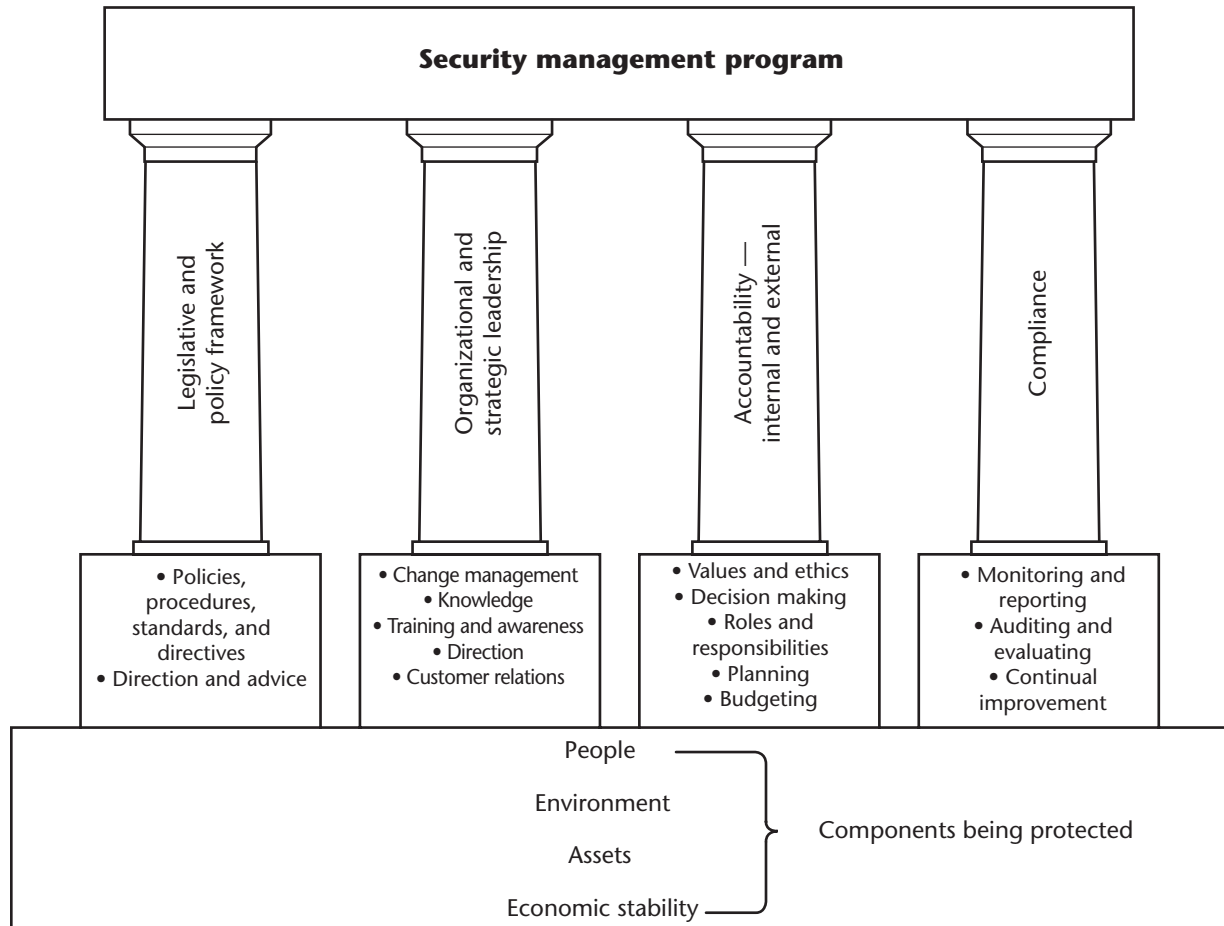 Security management program
Legislative and
policy framework
Organizational and
strategic leadership
Accountability —
internal and external
Compliance
• Policies,
procedures,
standards, and
directives
• Direction and advice
• Change management
• Knowledge
• Training and awareness
• Direction
• Customer relations
• Values and ethics
• Decision making
• Roles and
responsibilities
• Planning
• Budgeting
• Monitoring and
reporting
• Auditing and
evaluating
• Continual
improvement
People
Environment
Assets
Economic stability
Components being protected